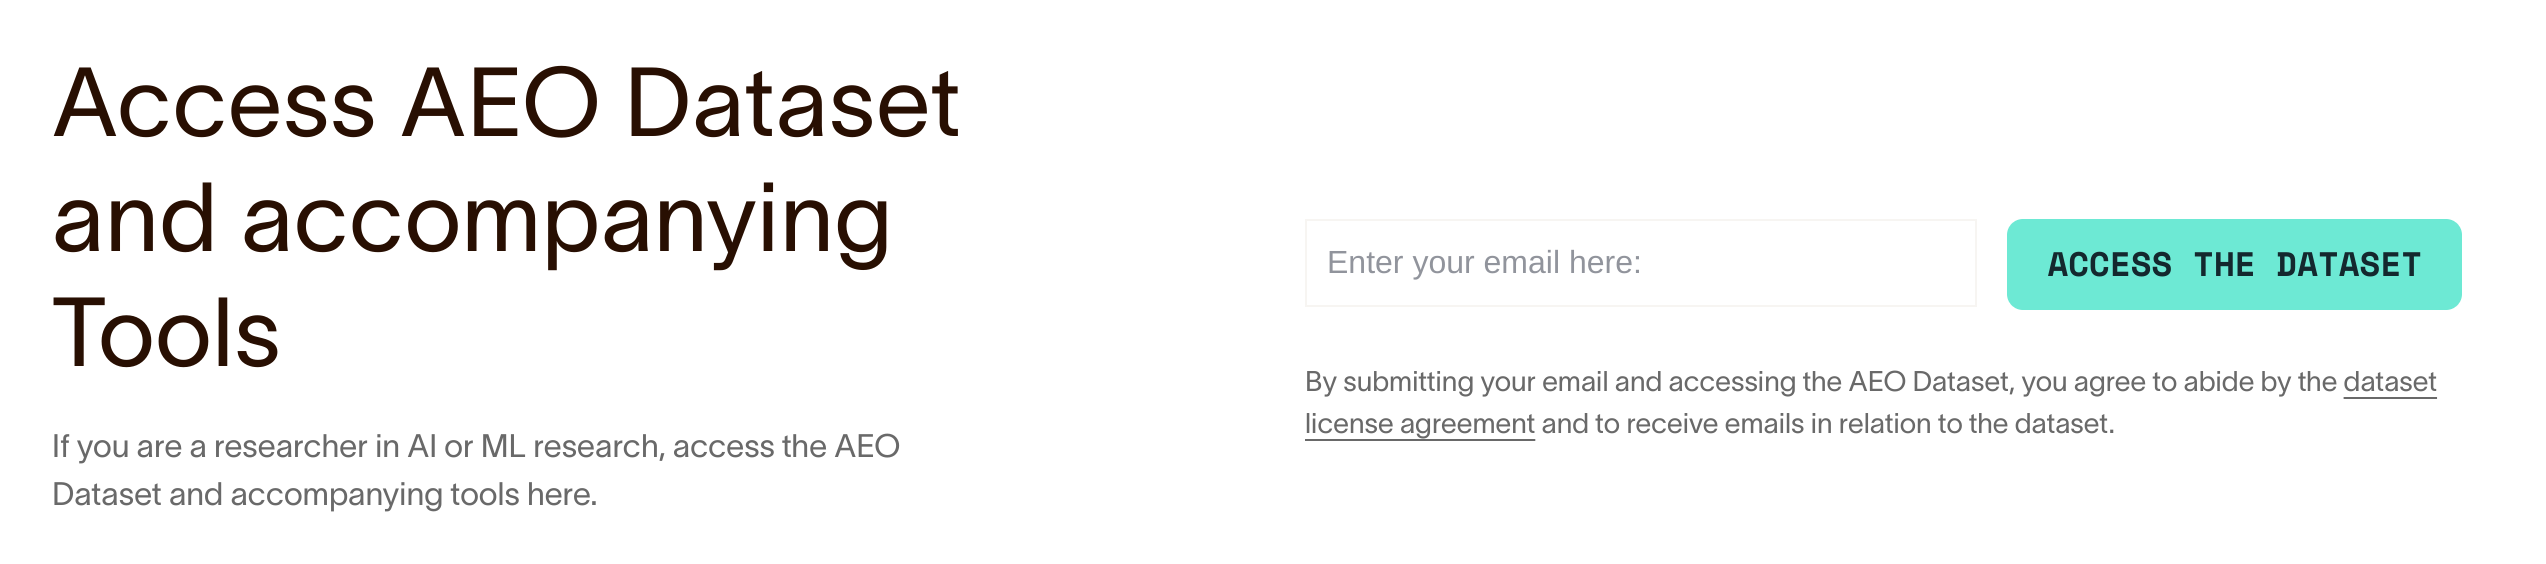 Access AEO Dataset
and accompanying
Tools
If you are a researcher in AI or ML research, access the AEO
Dataset and accompanying tools here.
Enter your email here:
ACCESS THE DATASET
By submitting your email and accessing the AEO Dataset, you agree to abide by the dataset
license agreement and to receive emails in relation to the dataset.